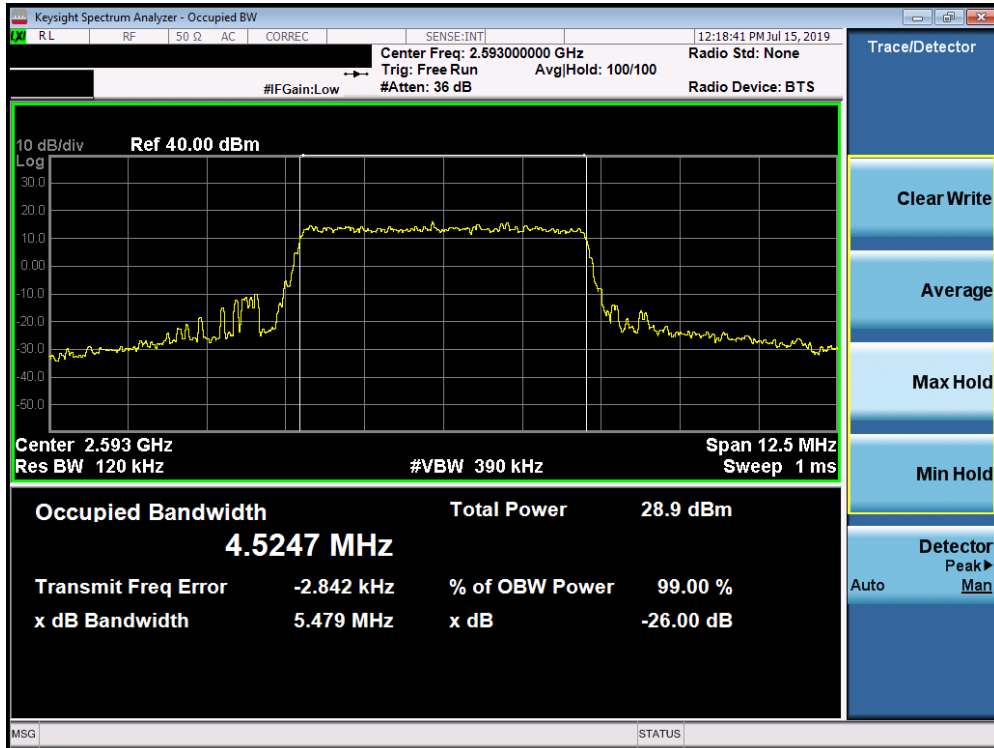 Keysight Spectrum Analyzer - Occupied BW
LXI RL RF 50 Ω AC CORREC SENSE:INT 12:18:41 PM Jul 15, 2019
Center Freq: 2.593000000 GHz Radio Std: None
Trig: Free Run Avg|Hold: 100/100
#IFGain:Low #Atten: 36 dB Radio Device: BTS
10 dB/div Ref 40.00 dBm
Log
30.0
20.0
10.0
0.00
-10.0
-20.0
-30.0
-40.0
-50.0
Center 2.593 GHz Span 12.5 MHz
Res BW 120 kHz #VBW 390 kHz Sweep 1 ms
Occupied Bandwidth Total Power 28.9 dBm
4.5247 MHz
Transmit Freq Error -2.842 kHz % of OBW Power 99.00 %
x dB Bandwidth 5.479 MHz x dB -26.00 dB
Trace/Detector
Clear Write
Average
Max Hold
Min Hold
Detector
Peak▶
Auto Man
MSG STATUS